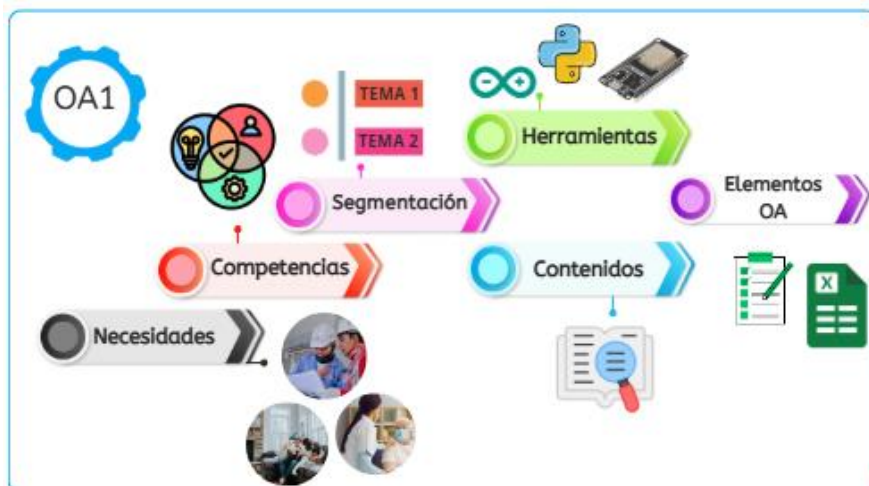 OA1
TEMA 1
TEMA 2
Herramientas
Segmentación
Elementos
OA
Competencias
Contenidos
Necesidades
X